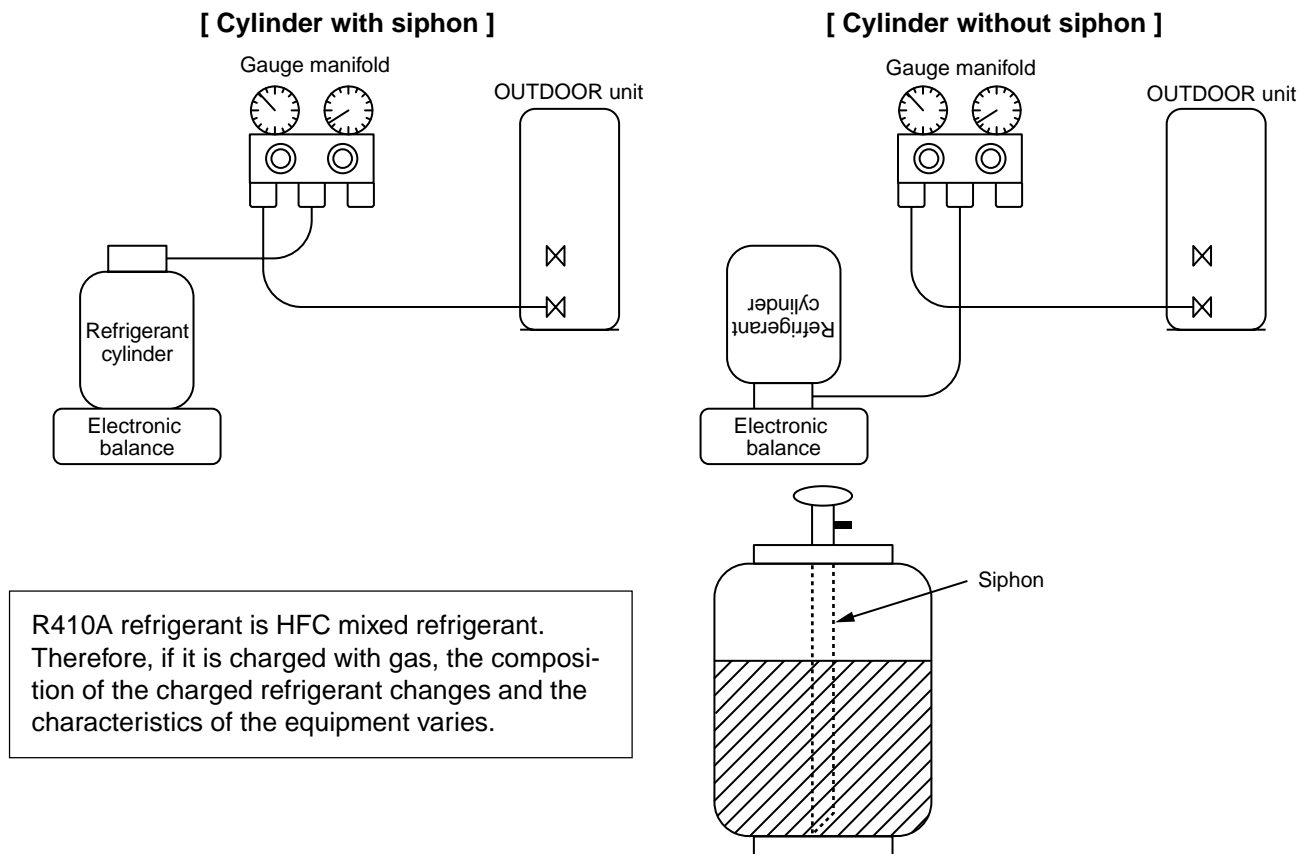 [ Cylinder with siphon ]
Gauge manifold
OUTDOOR unit
Refrigerant
cylinder
Electronic
balance
[ Cylinder without siphon ]
Gauge manifold
OUTDOOR unit
Refrigerant
cylinder
Electronic
balance
Siphon
R410A refrigerant is HFC mixed refrigerant.
Therefore, if it is charged with gas, the composi-
tion of the charged refrigerant changes and the
characteristics of the equipment varies.